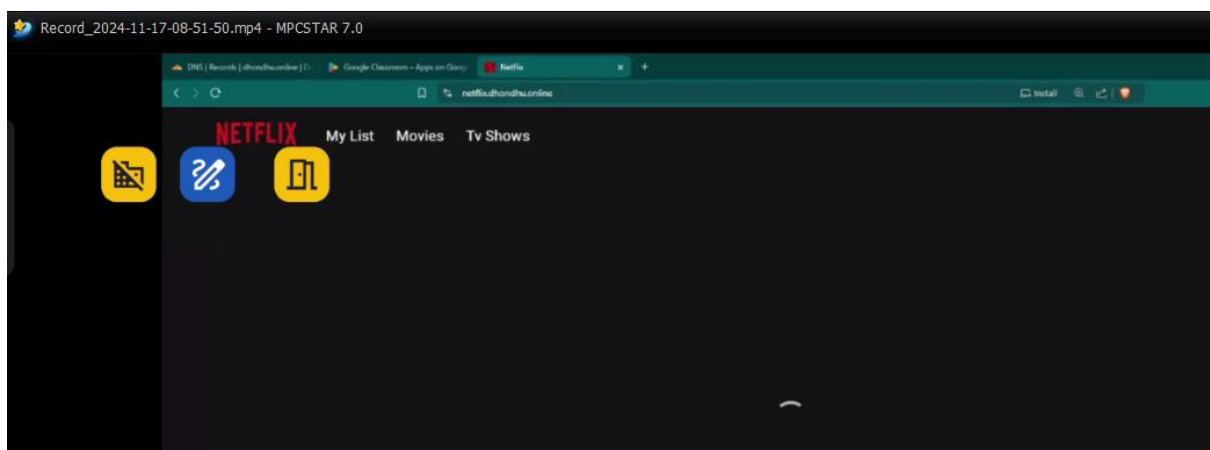 Record_2024-11-17-08-51-50.mp4 - MPCSTAR 7.0
DNS | Records | dhondhu.online | D- Google Classroom - Apps on Goog Netflix
netflix.dhondhu.online Install
NETFLIX My List Movies Tv Shows